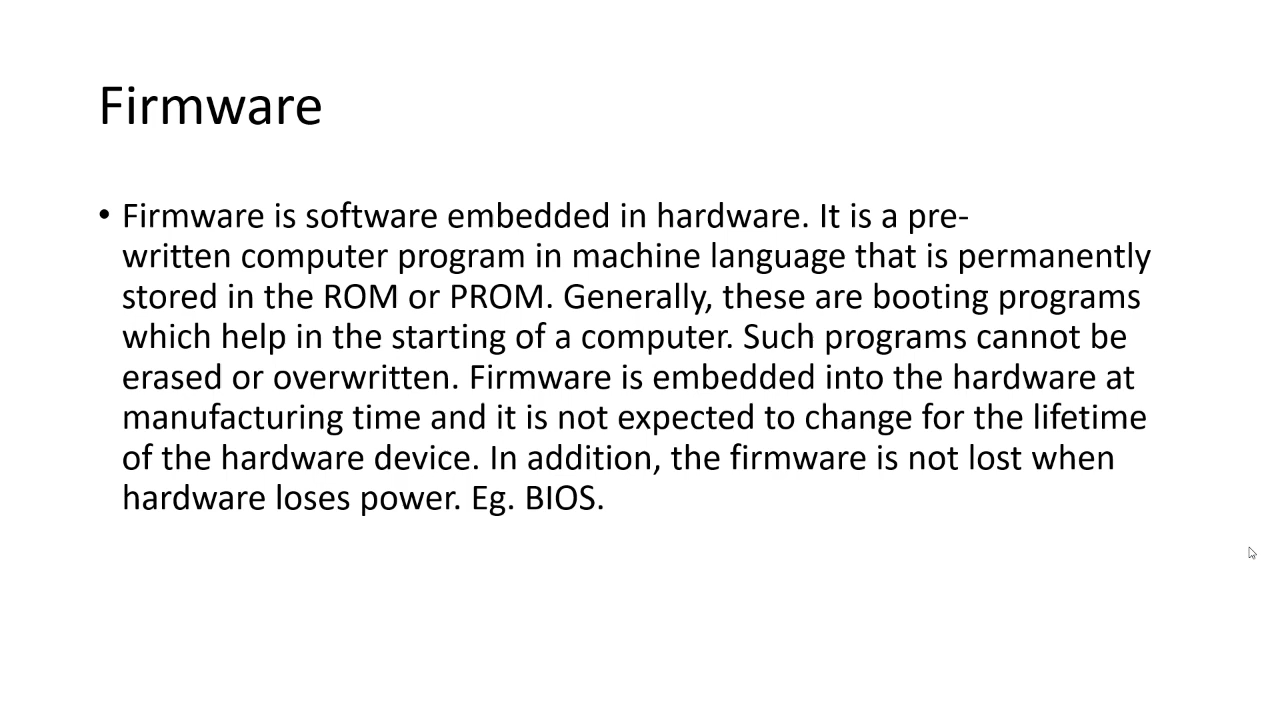 Firmware
• Firmware is software embedded in hardware. It is a pre-
written computer program in machine language that is permanently
stored in the ROM or PROM. Generally, these are booting programs
which help in the starting of a computer. Such programs cannot be
erased or overwritten. Firmware is embedded into the hardware at
manufacturing time and it is not expected to change for the lifetime
of the hardware device. In addition, the firmware is not lost when
hardware loses power. Eg. BIOS.